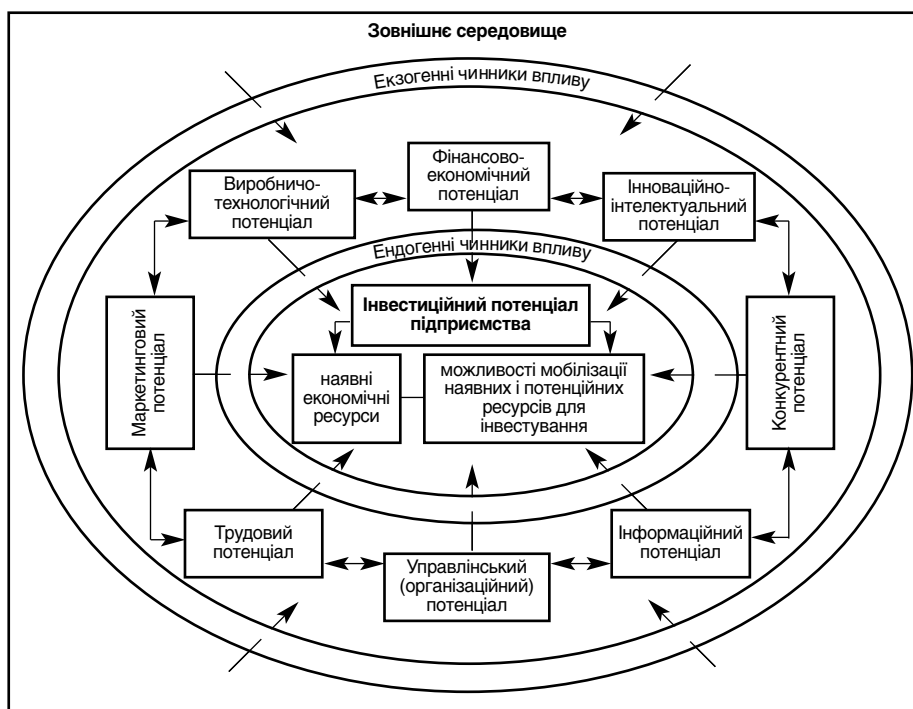 Зовнішнє середовище
Екзогенні чинники впливу
Фінансово-
економічний
потенціал
Виробничо-
технологічний
потенціал
Інноваційно-
інтелектуальний
потенціал
Ендогенні чинники впливу
Інвестиційний потенціал
підприємства
Маркетинговий
потенціал
наявні
економічні
ресурси
можливості мобілізації
наявних і потенційних
ресурсів для
інвестування
Конкурентний
потенціал
Трудовий
потенціал
Управлінський
(організаційний)
потенціал
Інформаційний
потенціал